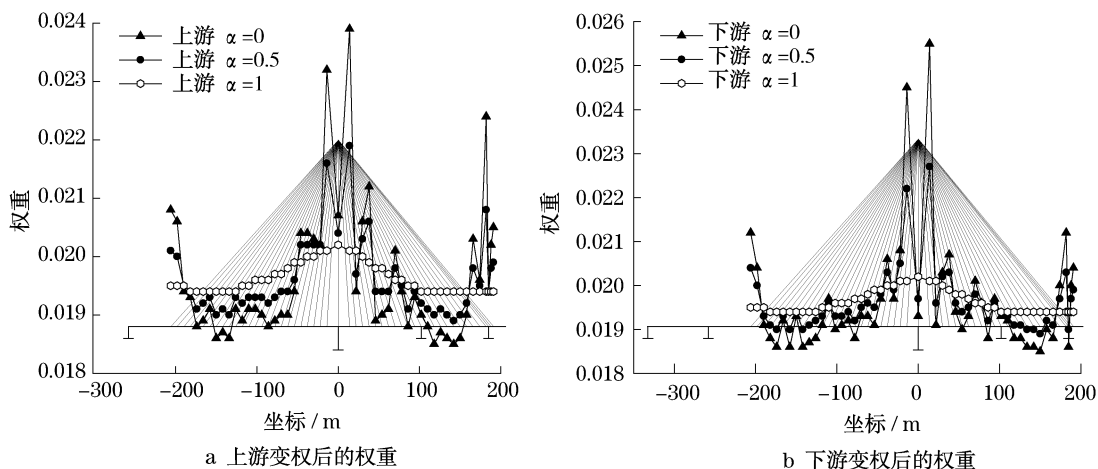 0.024
0.023
0.022
0.021
0.020
0.019
0.018
权重
上游 α=0
上游 α=0.5
上游 α=1
-300
-200
-100
0
100
200
坐标 / m
a 上游变权后的权重
0.026
0.025
0.024
0.023
0.022
0.021
0.020
0.019
0.018
权重
下游 α=0
下游 α=0.5
下游 α=1
-300
-200
-100
0
100
200
坐标 / m
b 下游变权后的权重